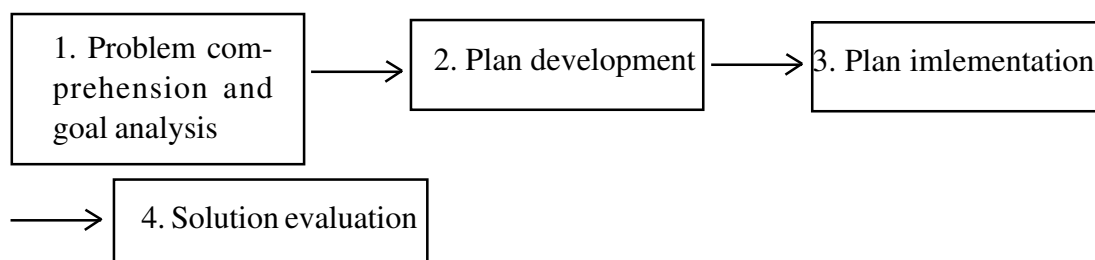 1. Problem com-
prehension and
goal analysis
2. Plan development
3. Plan imlementation
4. Solution evaluation